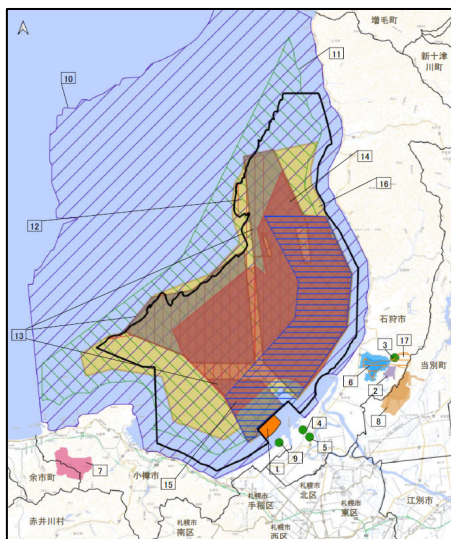 増毛町
11
新十津
川町
10
14
16
12
石狩市
13
3
17
当別町
6
2
8
4
5
7
小樽市
余市町
1
9
札幌市
手稲区
札幌市
北区
15
札幌市
東区
江別市
赤井川村
札幌市
南区
札幌市
西区